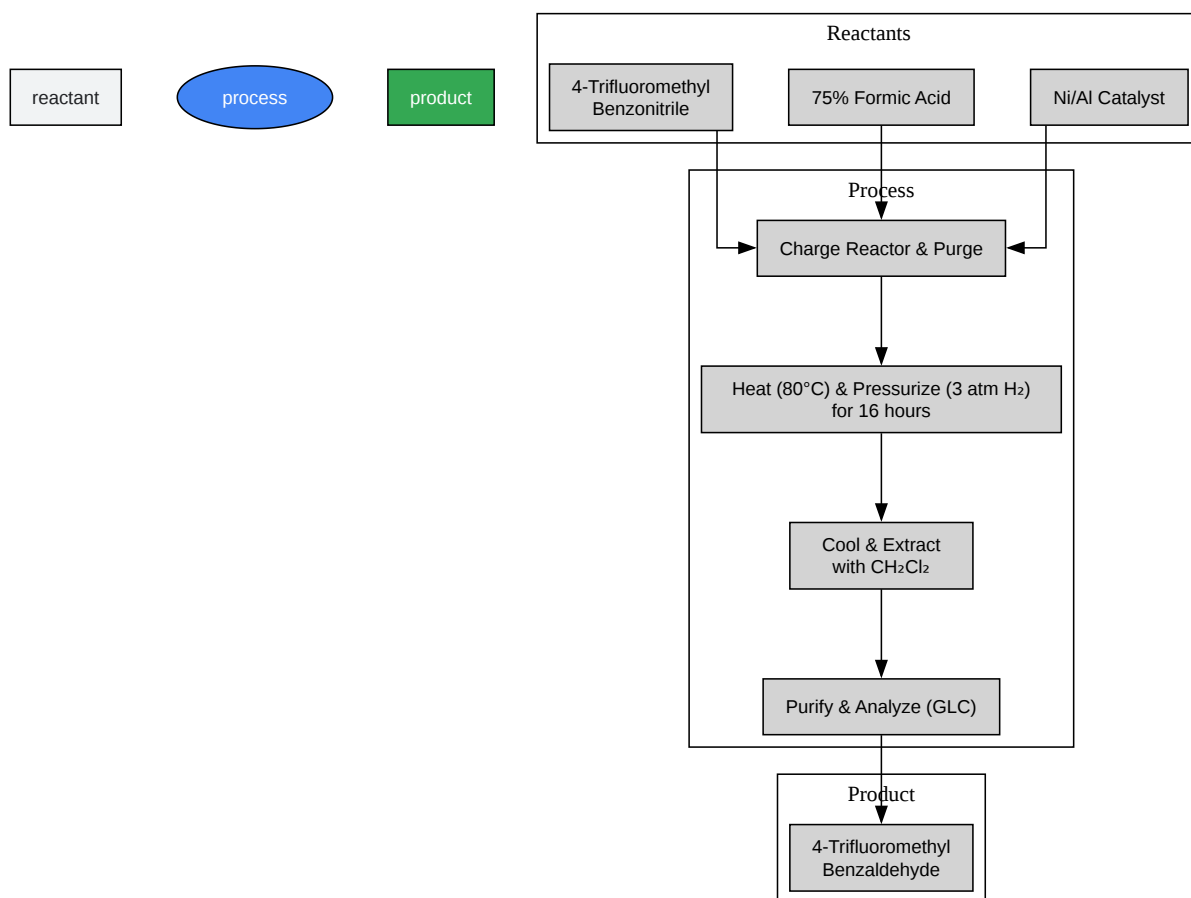 reactant
process
product
Reactants
4-Trifluoromethyl
Benzonitrile
75% Formic Acid
Ni/Al Catalyst
Process
Charge Reactor & Purge
Heat (80°C) & Pressurize (3 atm H₂)
for 16 hours
Cool & Extract
with CH₂Cl₂
Purify & Analyze (GLC)
Product
4-Trifluoromethyl
Benzaldehyde